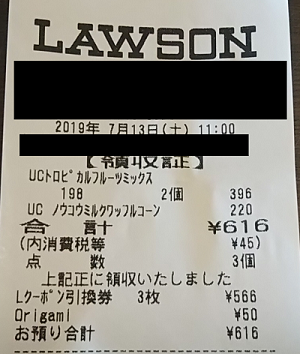 LAWSON
2019年 7月13日(土) 11:00
【領収証】
UCトロピカルフルーツミックス
198 2個 396
UC ノウコウミルクワッフルコーン 220
合 計 ¥616
(内消費税等 ¥45)
点 数 3個
上記正に領収いたしました
Lクーポン引換券 3枚 ¥566
Origami ¥50
お預り合計 ¥616